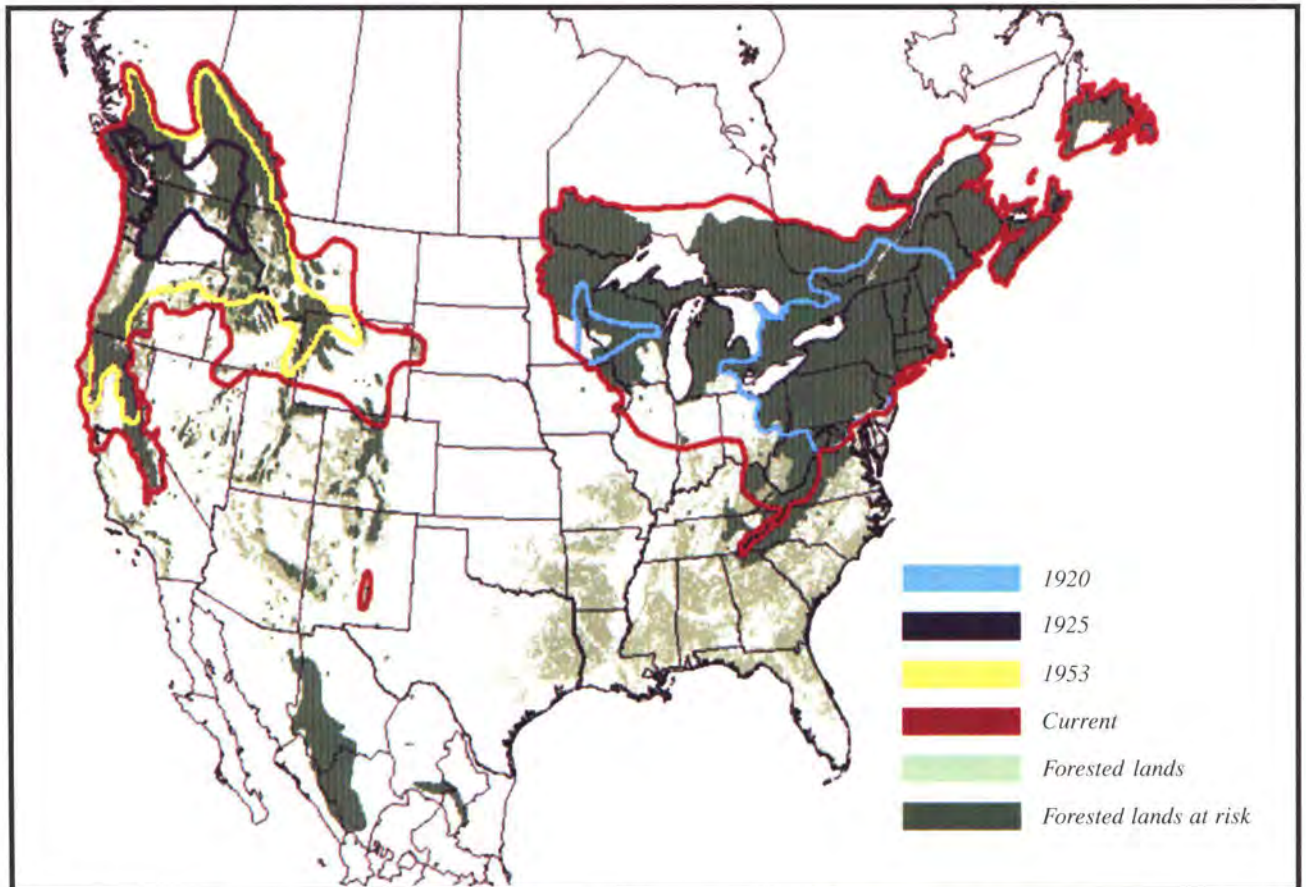 1920
1925
1953
Current
Forested lands
Forested lands at risk